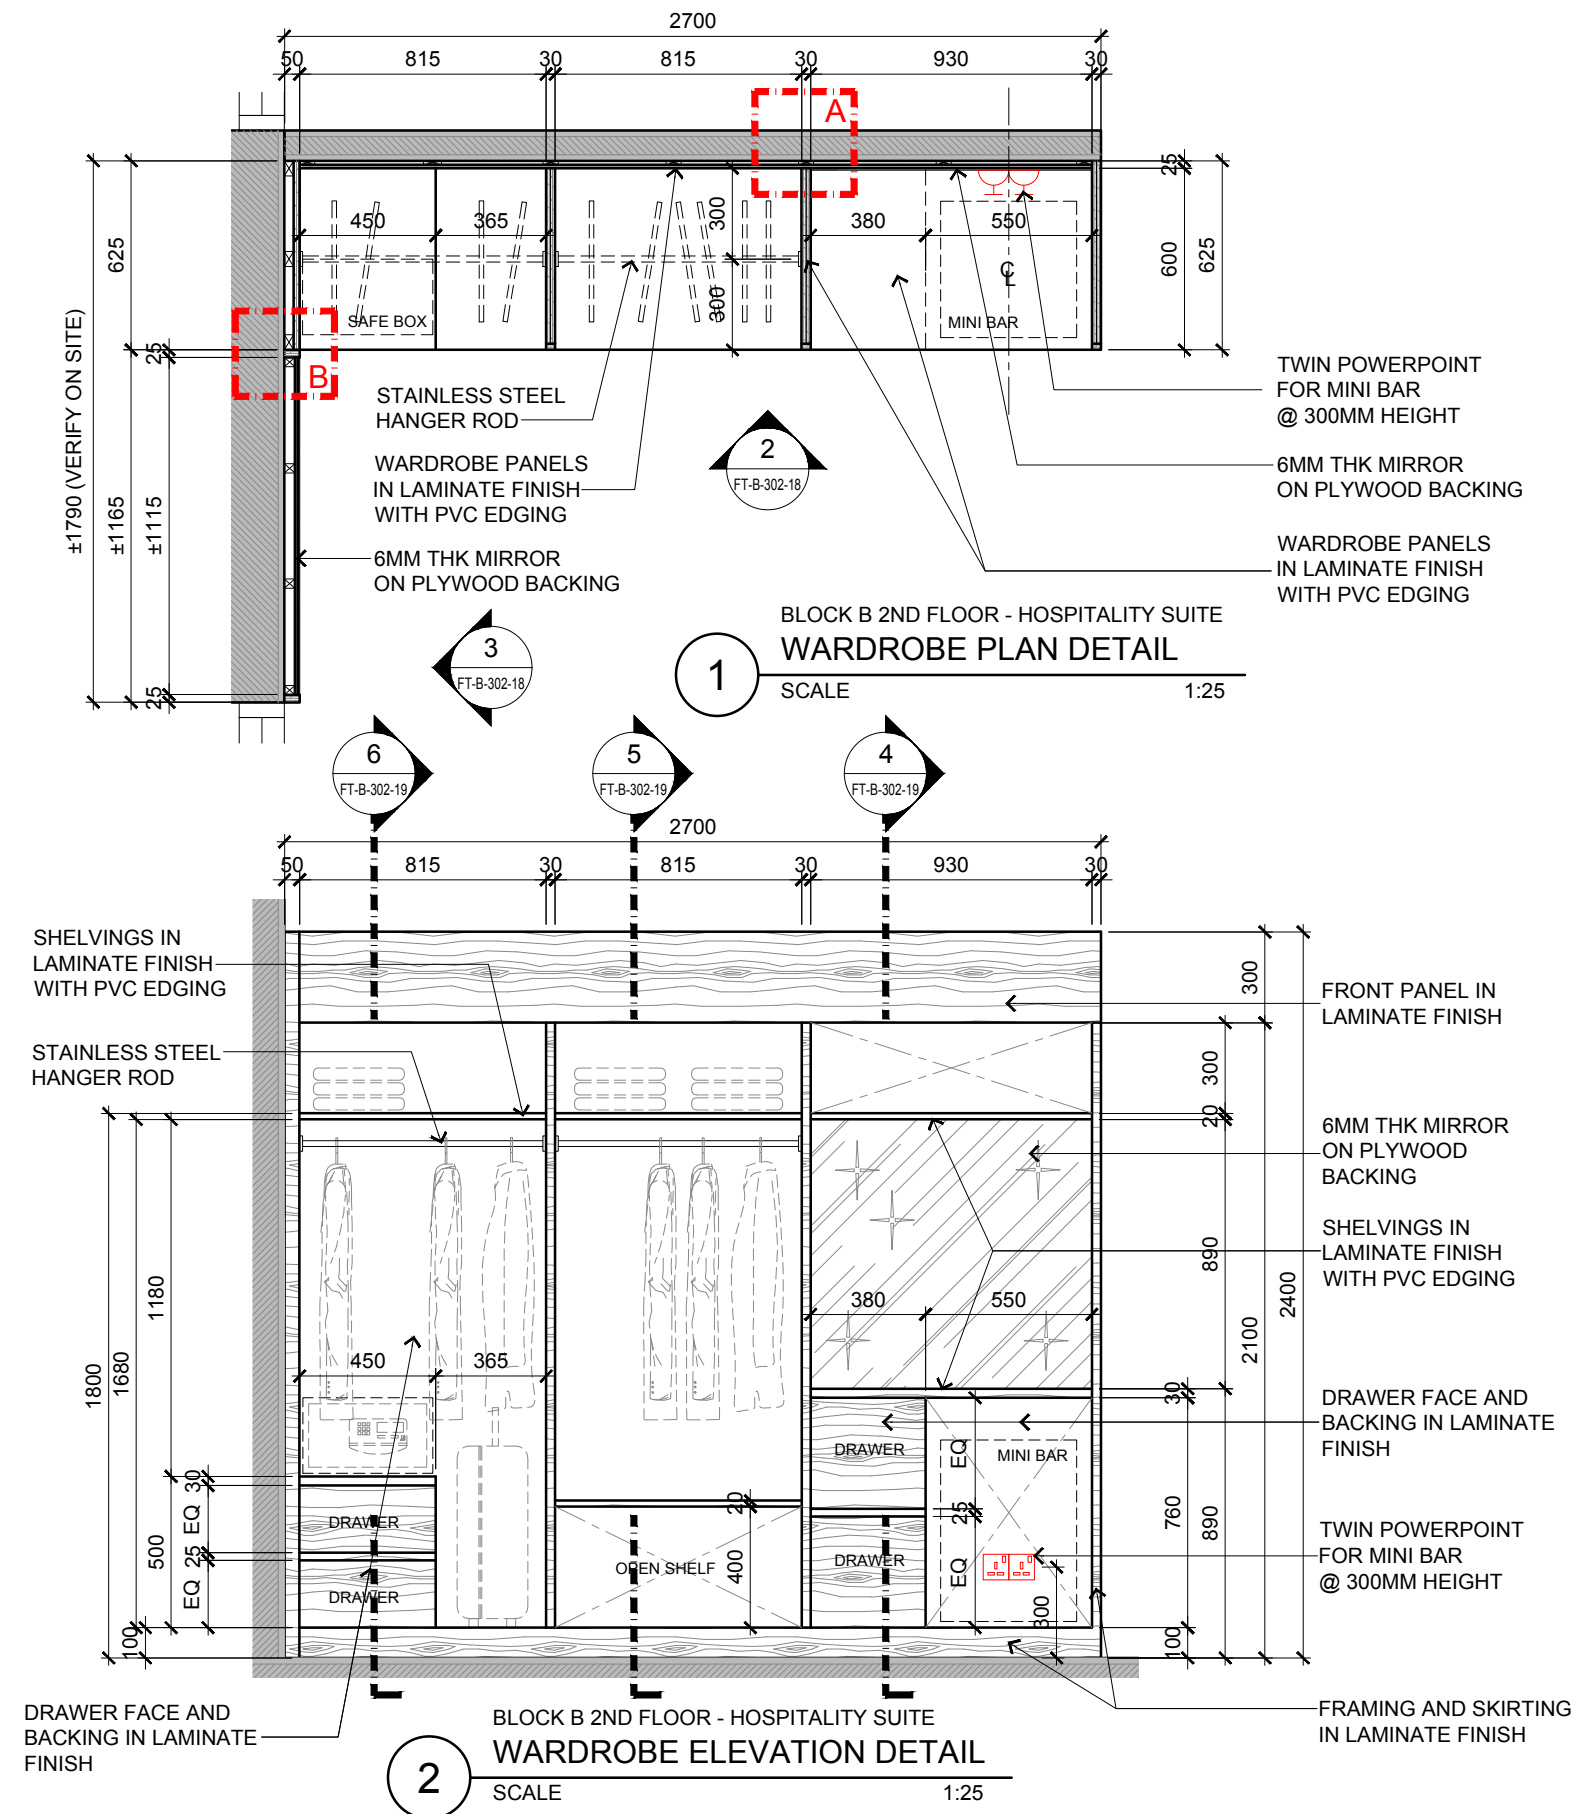 2700
50 815 30 815 30 930 30
A
25
450 365 300 380 550
625 600 625
℄
300
SAFE BOX MINI BAR
±1790 (VERIFY ON SITE)
25
B
±1165
±1115
25
STAINLESS STEEL
HANGER ROD
WARDROBE PANELS
IN LAMINATE FINISH
WITH PVC EDGING
6MM THK MIRROR
ON PLYWOOD BACKING
2
FT-B-302-18
3
FT-B-302-18
TWIN POWERPOINT
FOR MINI BAR
@ 300MM HEIGHT
6MM THK MIRROR
ON PLYWOOD BACKING
WARDROBE PANELS
IN LAMINATE FINISH
WITH PVC EDGING
1
BLOCK B 2ND FLOOR - HOSPITALITY SUITE
WARDROBE PLAN DETAIL
SCALE 1:25
6
FT-B-302-19
5
FT-B-302-19
4
FT-B-302-19
2700
50 815 30 815 30 930 30
SHELVINGS IN
LAMINATE FINISH
WITH PVC EDGING
STAINLESS STEEL
HANGER ROD
300
FRONT PANEL IN
LAMINATE FINISH
300
20
6MM THK MIRROR
ON PLYWOOD
BACKING
SHELVINGS IN
LAMINATE FINISH
WITH PVC EDGING
890
2400
2100
1180
1680
1800
380 550
450 365
30
DRAWER FACE AND
BACKING IN LAMINATE
FINISH
DRAWER EQ MINI BAR
30
EQ
25
EQ
500
100
DRAWER
DRAWER
20
OPEN SHELF 400
25
DRAWER EQ
760
890
300
100
TWIN POWERPOINT
FOR MINI BAR
@ 300MM HEIGHT
FRAMING AND SKIRTING
IN LAMINATE FINISH
DRAWER FACE AND
BACKING IN LAMINATE
FINISH
2
BLOCK B 2ND FLOOR - HOSPITALITY SUITE
WARDROBE ELEVATION DETAIL
SCALE 1:25